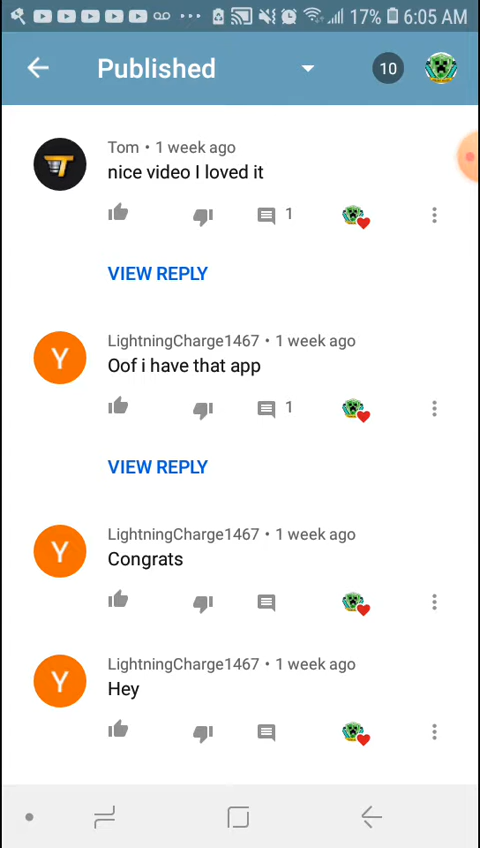 17% 6:05 AM
Published 10
Tom • 1 week ago
nice video I loved it
1
VIEW REPLY
Y
LightningCharge1467 • 1 week ago
Oof i have that app
1
VIEW REPLY
Y
LightningCharge1467 • 1 week ago
Congrats
Y
LightningCharge1467 • 1 week ago
Hey